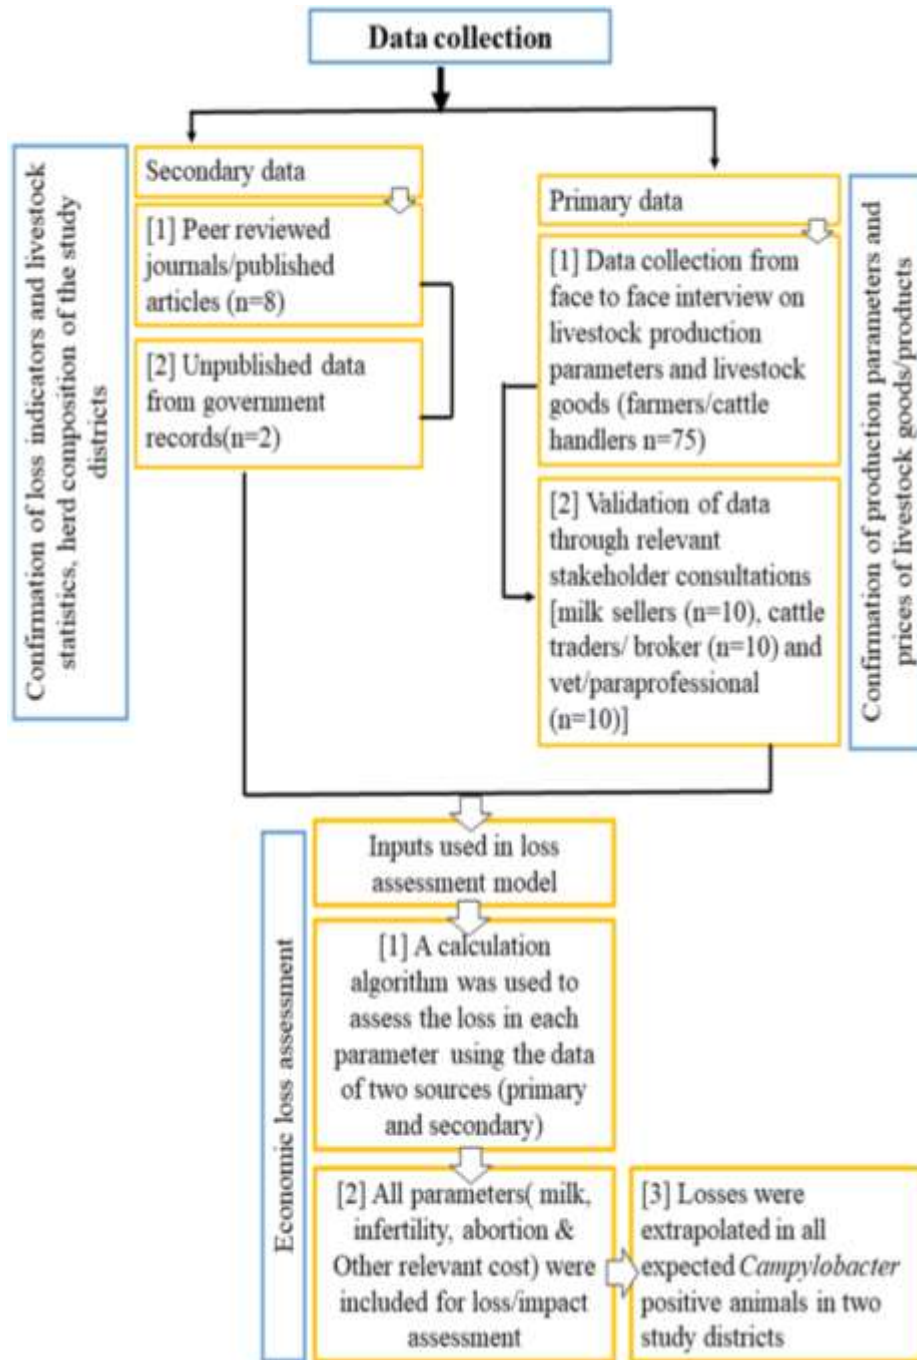 Data collection
Confirmation of loss indicators and livestock
statistics, herd composition of the study
districts
Secondary data
[1] Peer reviewed
journals/published
articles (n=8)
[2] Unpublished data
from government
records(n=2)
Primary data
[1] Data collection from
face to face interview on
livestock production
parameters and livestock
goods (farmers/cattle
handlers n=75)
[2] Validation of data
through relevant
stakeholder consultations
[milk sellers (n=10), cattle
traders/ broker (n=10) and
vet/paraprofessional
(n=10)]
Confirmation of production parameters and
prices of livestock goods/products
Economic loss assessment
Inputs used in loss
assessment model
[1] A calculation
algorithm was used to
assess the loss in each
parameter using the data
of two sources (primary
and secondary)
[2] All parameters( milk,
infertility, abortion &
Other relevant cost) were
included for loss/impact
assessment
[3] Losses were
extrapolated in all
expected Campylobacter
positive animals in two
study districts